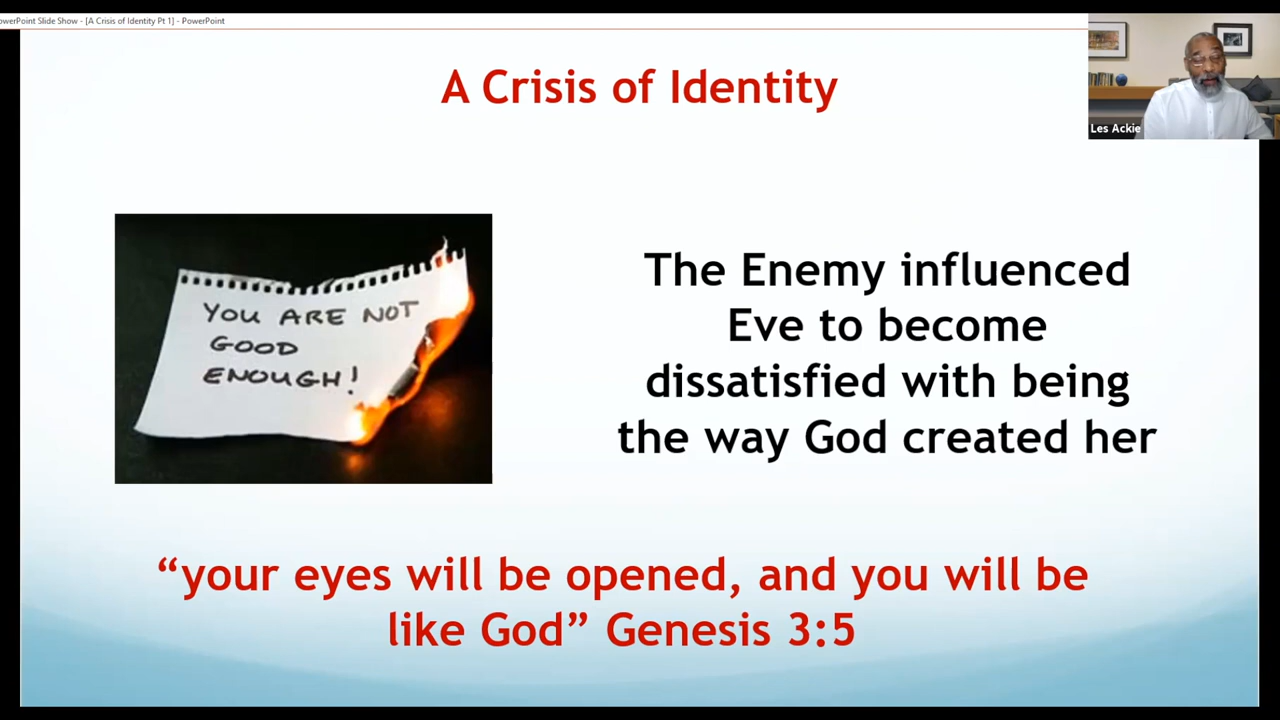 owerPoint Slide Show - [A Crisis of Identity Pt 1] - PowerPoint
A Crisis of Identity
Les Ackie
YOU ARE NOT
GOOD
ENOUGH!
The Enemy influenced
Eve to become
dissatisfied with being
the way God created her
“your eyes will be opened, and you will be
like God” Genesis 3:5